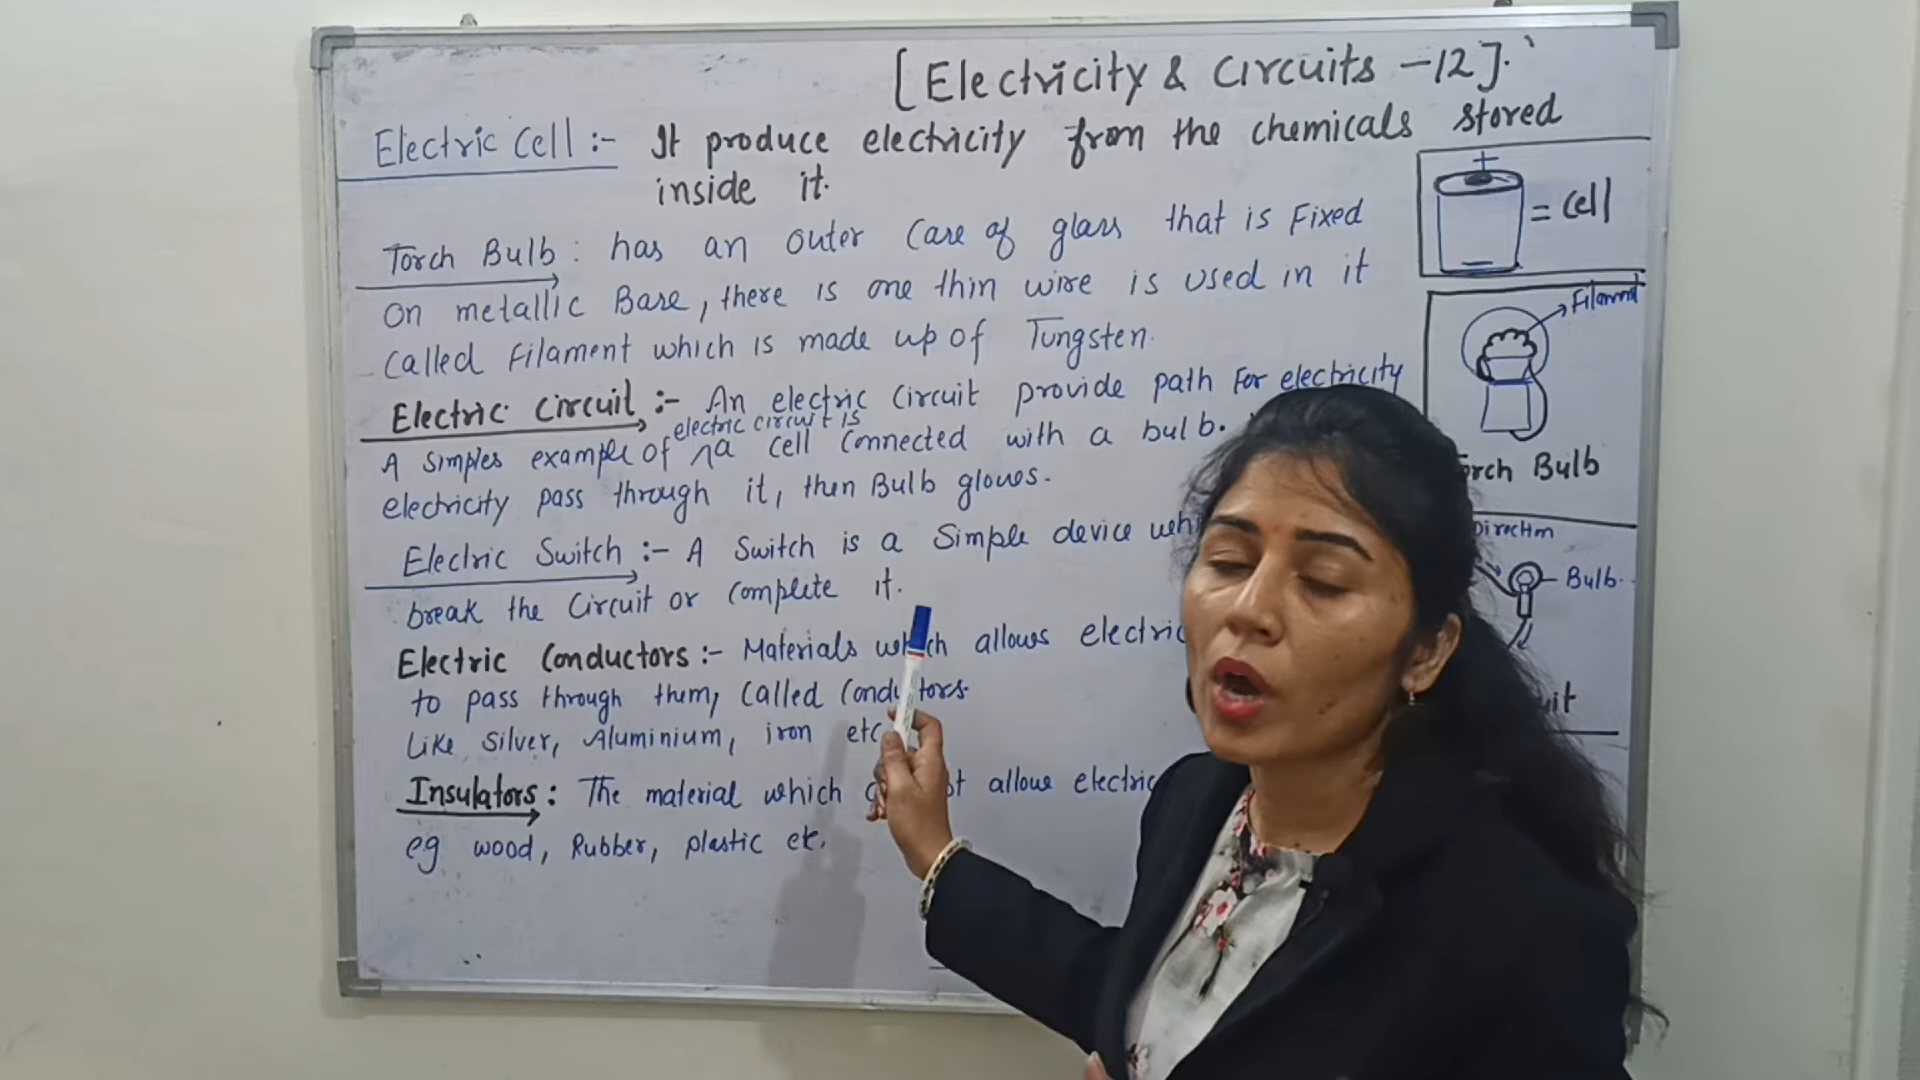 [Electricity & Circuits -12].
Electric Cell :- It produce electricity from the chemicals stored
inside it.
Torch Bulb : has an outer Case of glass that is Fixed
on metallic Base, there is one thin wire is used in it
Called Filament which is made up of Tungsten.
Electric Circuit :- An electric Circuit provide path For electricity
electric circuit is
A Simples example of a cell Connected with a bulb.
electricity pass through it, then Bulb glows.
Electric Switch :- A Switch is a Simple device
break the Circuit or Complete it.
Electric Conductors :- Materials which allows
to pass through them, Called Conductors.
Like Silver, Aluminium, iron etc
Insulators : The material which allow
eg wood, Rubber, plastic etc.
+
= Cell
Filament
Bulb
Direction
Bulb.